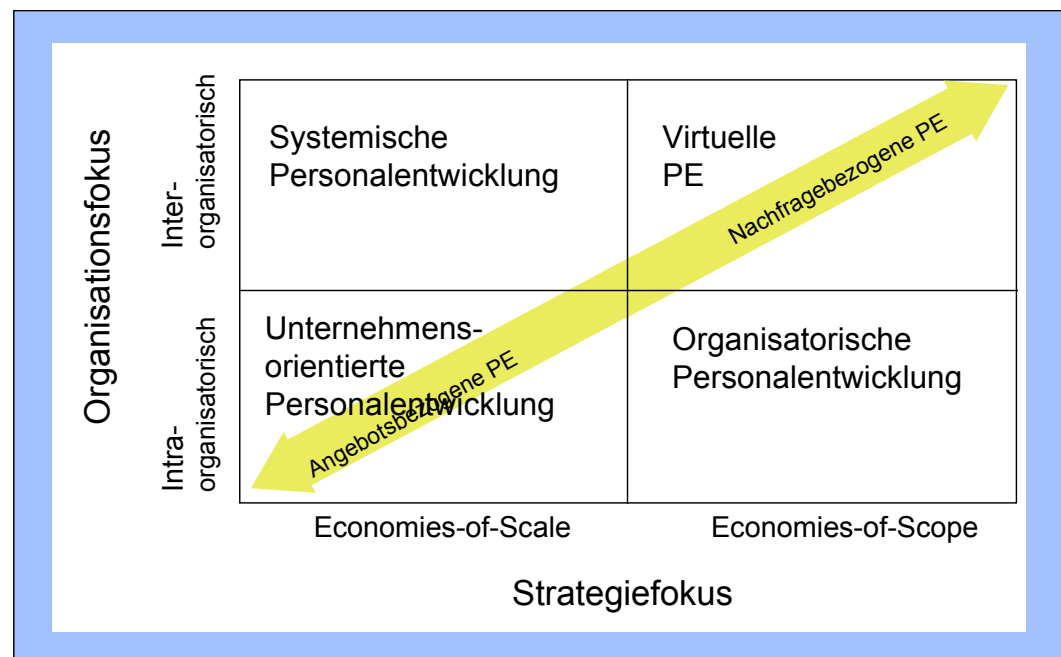 Organisationsfokus
Inter-
organisatorisch
Intra-
organisatorisch
Systemische
Personalentwicklung
Virtuelle
PE
Nachfragebezogene PE
Unternehmens-
orientierte
Personalentwicklung
Angebotsbezogene PE
Organisatorische
Personalentwicklung
Economies-of-Scale
Economies-of-Scope
Strategiefokus